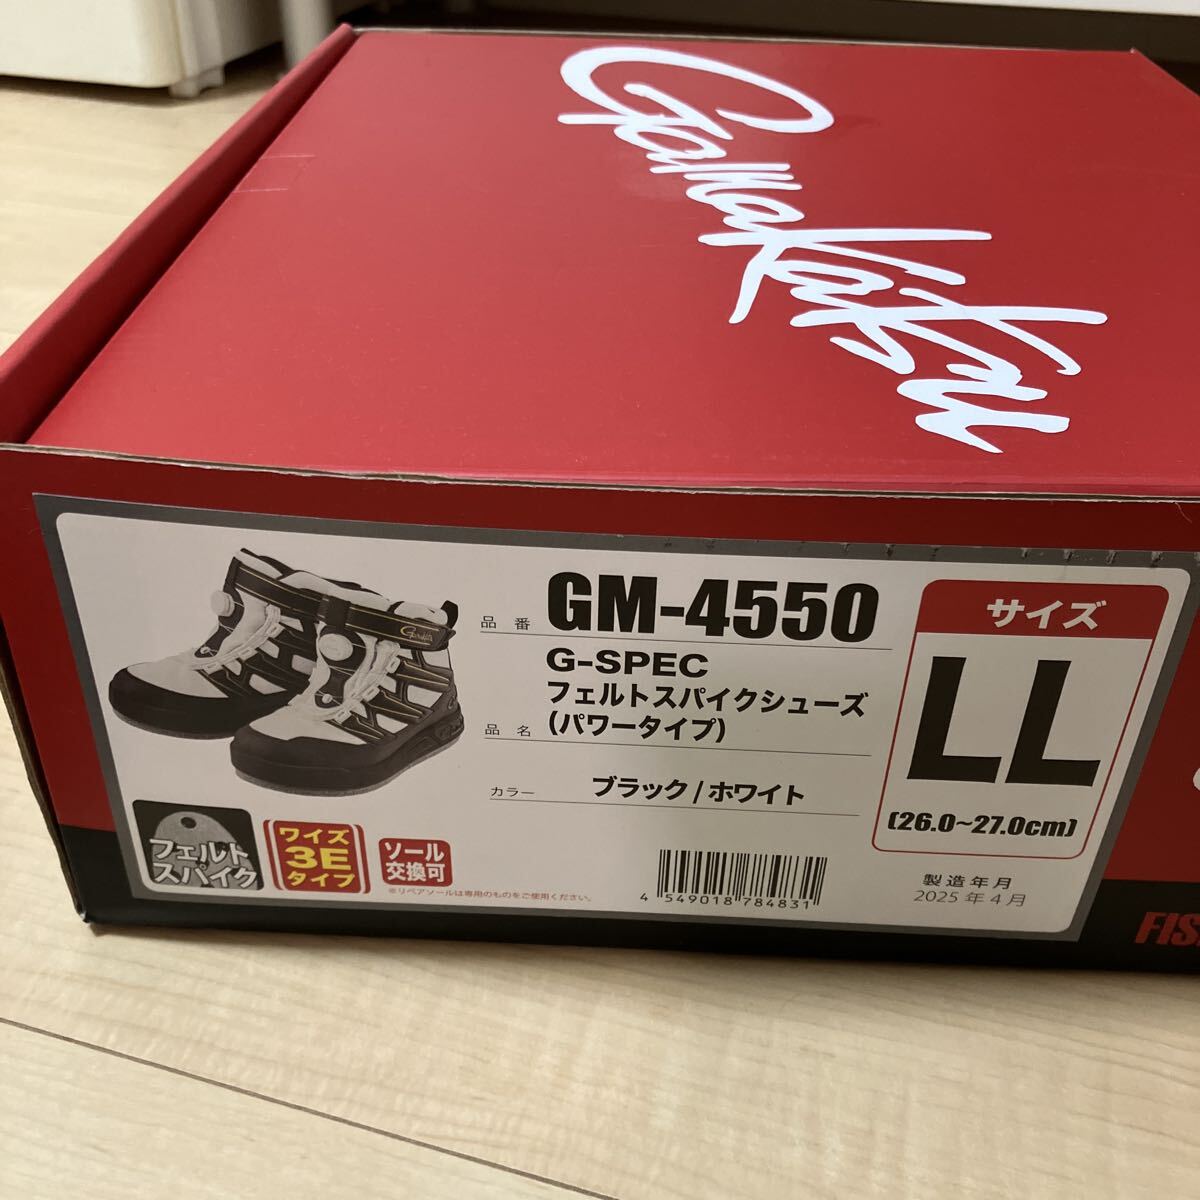 Gamakatsu
品番 GM-4550
G-SPEC
フェルトスパイクシューズ
品名 (パワータイプ)
カラー ブラック/ホワイト
サイズ
LL
(26.0~27.0cm)
Gamakatsu
フェルト
スパイク
ワイズ
3E
タイプ
ソール
交換可
※リペアソールは専用のものをご使用ください。
4 549018 784831
製造年月
2025年4月
FIS